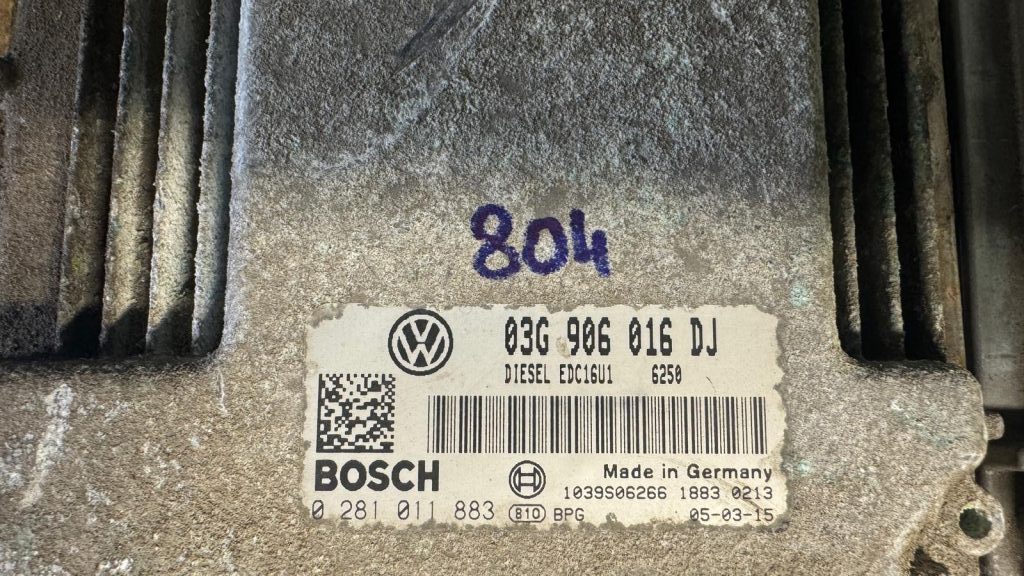 804
03G 906 016 DJ
DIESEL EDC16U1 6250
BOSCH
Made in Germany
1039S06266 1883 0213
0 281 011 883 810 BPG 05-03-15